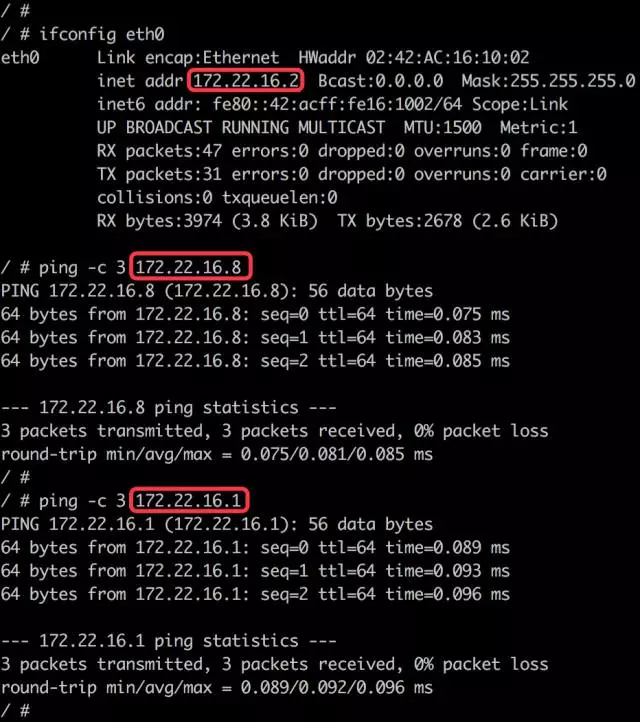 / #
/ # ifconfig eth0
eth0      Link encap:Ethernet  HWaddr 02:42:AC:16:10:02
          inet addr 172.22.16.2  Bcast:0.0.0.0  Mask:255.255.255.0
          inet6 addr: fe80::42:acff:fe16:1002/64 Scope:Link
          UP BROADCAST RUNNING MULTICAST  MTU:1500  Metric:1
          RX packets:47 errors:0 dropped:0 overruns:0 frame:0
          TX packets:31 errors:0 dropped:0 overruns:0 carrier:0
          collisions:0 txqueuelen:0
          RX bytes:3974 (3.8 KiB)  TX bytes:2678 (2.6 KiB)
/ # ping -c 3 172.22.16.8
PING 172.22.16.8 (172.22.16.8): 56 data bytes
64 bytes from 172.22.16.8: seq=0 ttl=64 time=0.075 ms
64 bytes from 172.22.16.8: seq=1 ttl=64 time=0.083 ms
64 bytes from 172.22.16.8: seq=2 ttl=64 time=0.085 ms
--- 172.22.16.8 ping statistics ---
3 packets transmitted, 3 packets received, 0% packet loss
round-trip min/avg/max = 0.075/0.081/0.085 ms
/ #
/ # ping -c 3 172.22.16.1
PING 172.22.16.1 (172.22.16.1): 56 data bytes
64 bytes from 172.22.16.1: seq=0 ttl=64 time=0.089 ms
64 bytes from 172.22.16.1: seq=1 ttl=64 time=0.093 ms
64 bytes from 172.22.16.1: seq=2 ttl=64 time=0.096 ms
--- 172.22.16.1 ping statistics ---
3 packets transmitted, 3 packets received, 0% packet loss
round-trip min/avg/max = 0.089/0.092/0.096 ms
/ #